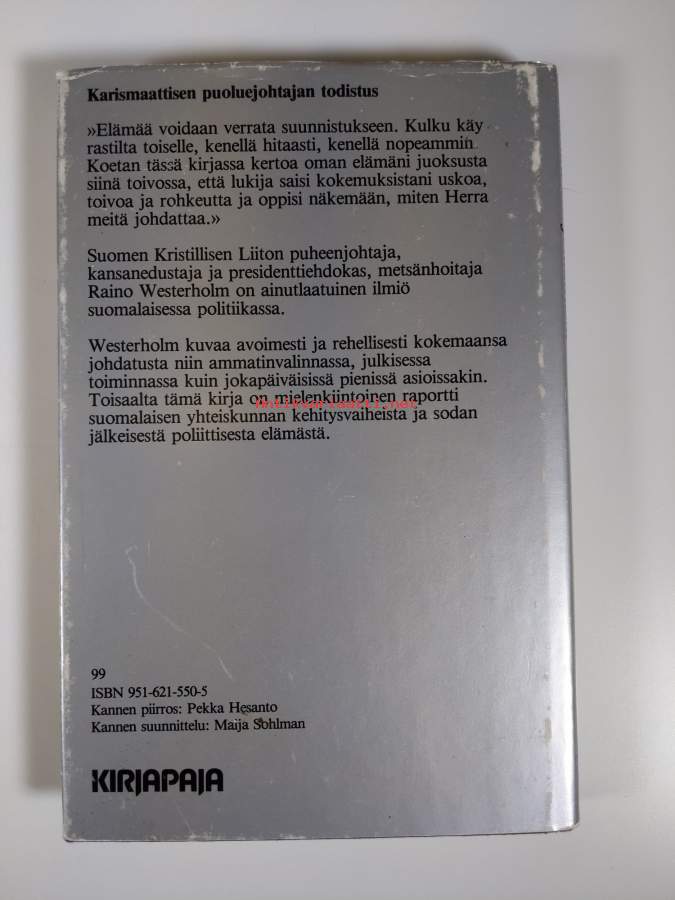 Karismaattisen puoluejohtajan todistus
»Elämää voidaan verrata suunnistukseen. Kulku käy
rastilta toiselle, kenellä hitaasti, kenellä nopeammin.
Koetan tässä kirjassa kertoa oman elämäni juoksusta
siinä toivossa, että lukija saisi kokemuksistani uskoa,
toivoa ja rohkeutta ja oppisi näkemään, miten Herra
meitä johdattaa.»
Suomen Kristillisen Liiton puheenjohtaja,
kansanedustaja ja presidenttiehdokas, metsänhoitaja
Raino Westerholm on ainutlaatuinen ilmiö
suomalaisessa politiikassa.
Westerholm kuvaa avoimesti ja rehellisesti kokemaansa
johdatusta niin ammatinvalinnassa, julkisessa
toiminnassa kuin jokapäiväisissä pienissä asioissakin.
Toisaalta tämä kirja on mielenkiintoinen raportti
antikvariaatti.net
suomalaisen yhteiskunnan kehitysvaiheista ja sodan
jälkeisestä poliittisesta elämästä.
99
ISBN 951-621-550-5
Kannen piirros: Pekka Hesanto
Kannen suunnittelu: Maija Sohlman
KIRJAPAJA